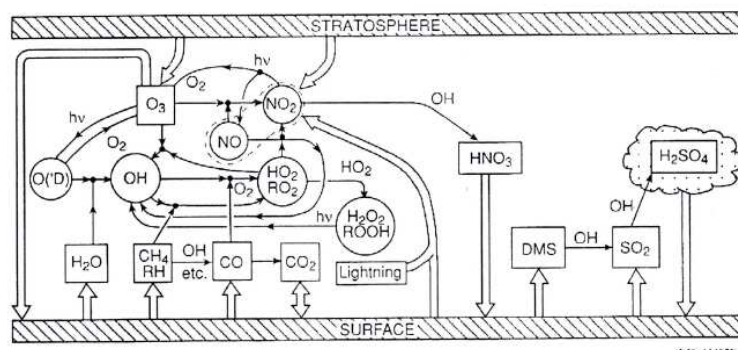 STRATOSPHERE
hν
O₂
O₂
hν
O₃
NO₂
OH
O₂
NO
HNO₃
H₂SO₄
O(¹D)
OH
O₂
HO₂
RO₂
HO₂
OH
hν
H₂O₂
ROOH
H₂O
CH₄
RH
OH
etc.
CO
CO₂
Lightning
DMS
OH
SO₂
SURFACE